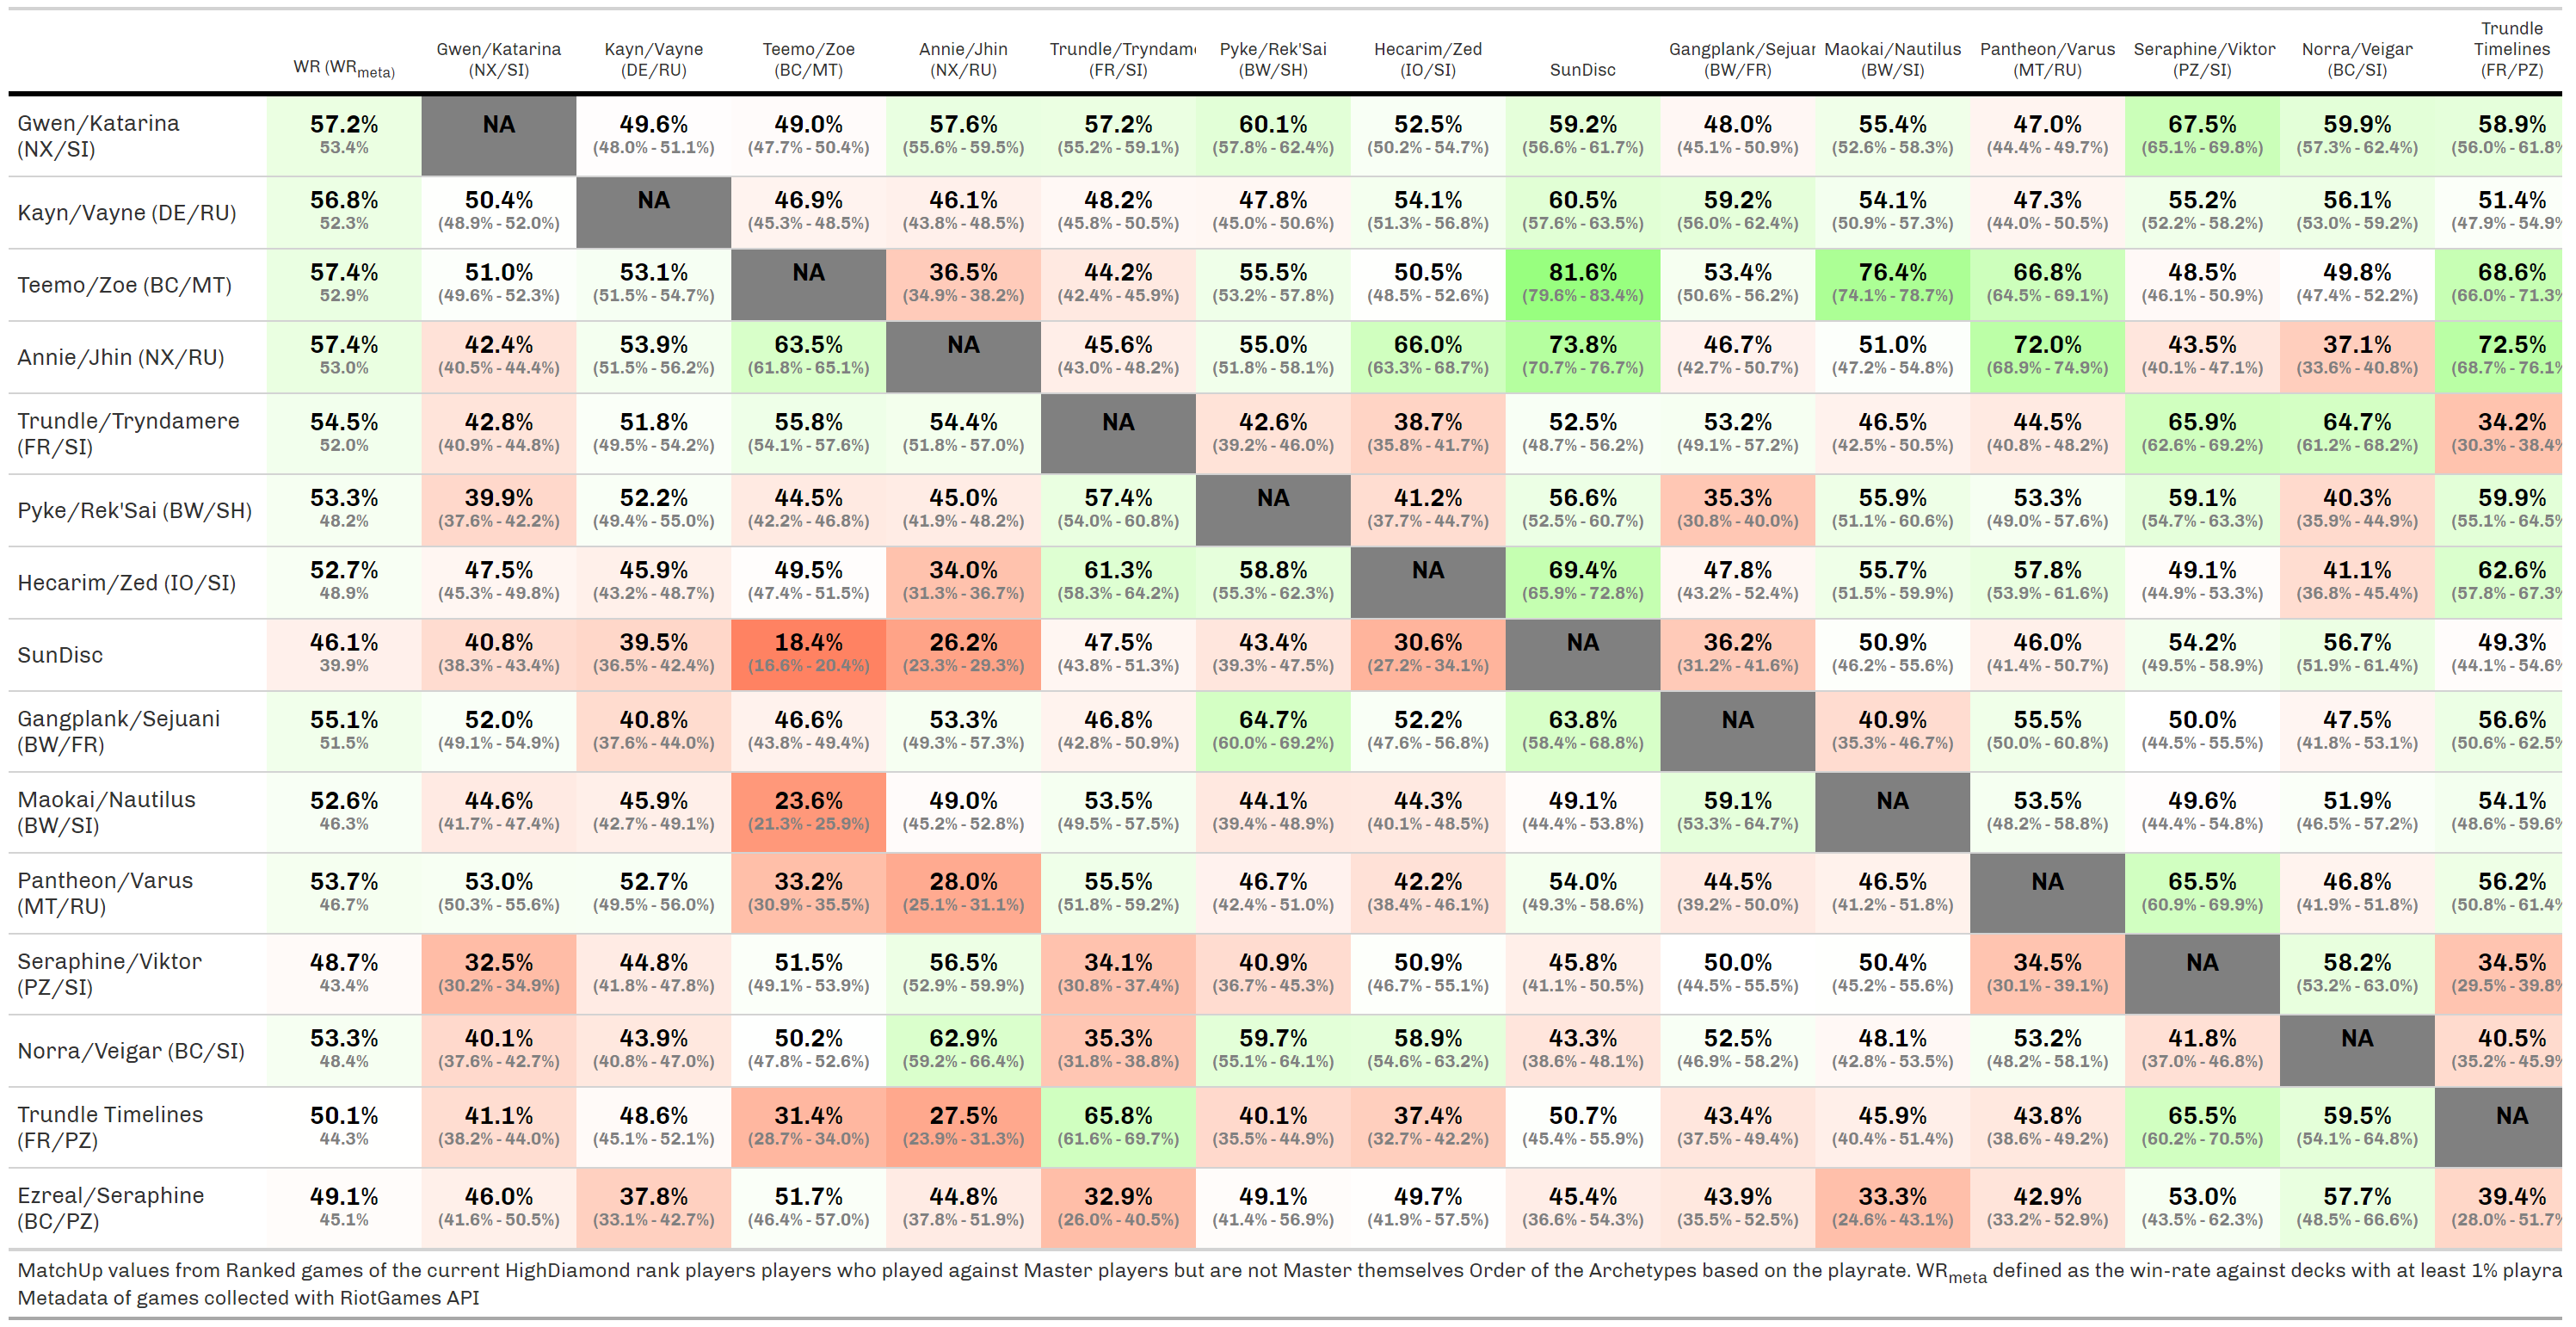 WR (WRmeta) Gwen/Katarina (NX/SI) Kayn/Vayne (DE/RU) Teemo/Zoe (BC/MT) Annie/Jhin (NX/RU) Trundle/Tryndam (FR/SI) Pyke/Rek'Sai (BW/SH) Hecarim/Zed (IO/SI) SunDisc Gangplank/Sejuar (BW/FR) Maokai/Nautilus (BW/SI) Pantheon/Varus (MT/RU) Seraphine/Viktor (PZ/SI) Norra/Veigar (BC/SI) Trundle Timelines (FR/PZ)
Gwen/Katarina (NX/SI) 57.2% NA 49.6% 49.0% 57.6% 57.2% 60.1% 52.5% 59.2% 48.0% 55.4% 47.0% 67.5% 59.9% 58.9%
53.4% (48.0% - 51.1%) (47.7% - 50.4%) (55.6% - 59.5%) (55.2% - 59.1%) (57.8% - 62.4%) (50.2% - 54.7%) (56.6% - 61.7%) (45.1% - 50.9%) (52.6% - 58.3%) (44.4% - 49.7%) (65.1% - 69.8%) (57.3% - 62.4%) (56.0% - 61.8%
Kayn/Vayne (DE/RU) 56.8% 50.4% NA 46.9% 46.1% 48.2% 47.8% 54.1% 60.5% 59.2% 54.1% 47.3% 55.2% 56.1% 51.4%
52.3% (48.9% - 52.0%) (45.3% - 48.5%) (43.8% - 48.5%) (45.8% - 50.5%) (45.0% - 50.6%) (51.3% - 56.8%) (57.6% - 63.5%) (56.0% - 62.4%) (50.9% - 57.3%) (44.0% - 50.5%) (52.2% - 58.2%) (53.0% - 59.2%) (47.9% - 54.9%
Teemo/Zoe (BC/MT) 57.4% 51.0% 53.1% NA 36.5% 44.2% 55.5% 50.5% 81.6% 53.4% 76.4% 66.8% 48.5% 49.8% 68.6%
52.9% (49.6% - 52.3%) (51.5% - 54.7%) (34.9% - 38.2%) (42.4% - 45.9%) (53.2% - 57.8%) (48.5% - 52.6%) (79.6% - 83.4%) (50.6% - 56.2%) (74.1% - 78.7%) (64.5% - 69.1%) (46.1% - 50.9%) (47.4% - 52.2%) (66.0% - 71.3%
Annie/Jhin (NX/RU) 57.4% 42.4% 53.9% 63.5% NA 45.6% 55.0% 66.0% 73.8% 46.7% 51.0% 72.0% 43.5% 37.1% 72.5%
53.0% (40.5% - 44.4%) (51.5% - 56.2%) (61.8% - 65.1%) (43.0% - 48.2%) (51.8% - 58.1%) (63.3% - 68.7%) (70.7% - 76.7%) (42.7% - 50.7%) (47.2% - 54.8%) (68.9% - 74.9%) (40.1% - 47.1%) (33.6% - 40.8%) (68.7% - 76.1%
Trundle/Tryndamere (FR/SI) 54.5% 42.8% 51.8% 55.8% 54.4% NA 42.6% 38.7% 52.5% 53.2% 46.5% 44.5% 65.9% 64.7% 34.2%
52.0% (40.9% - 44.8%) (49.5% - 54.2%) (54.1% - 57.6%) (51.8% - 57.0%) (39.2% - 46.0%) (35.8% - 41.7%) (48.7% - 56.2%) (49.1% - 57.2%) (42.5% - 50.5%) (40.8% - 48.2%) (62.6% - 69.2%) (61.2% - 68.2%) (30.3% - 38.4%
Pyke/Rek'Sai (BW/SH) 53.3% 39.9% 52.2% 44.5% 45.0% 57.4% NA 41.2% 56.6% 35.3% 55.9% 53.3% 59.1% 40.3% 59.9%
48.2% (37.6% - 42.2%) (49.4% - 55.0%) (42.2% - 46.8%) (41.9% - 48.2%) (54.0% - 60.8%) (37.7% - 44.7%) (52.5% - 60.7%) (30.8% - 40.0%) (51.1% - 60.6%) (49.0% - 57.6%) (54.7% - 63.3%) (35.9% - 44.9%) (55.1% - 64.5%
Hecarim/Zed (IO/SI) 52.7% 47.5% 45.9% 49.5% 34.0% 61.3% 58.8% NA 69.4% 47.8% 55.7% 57.8% 49.1% 41.1% 62.6%
48.9% (45.3% - 49.8%) (43.2% - 48.7%) (47.4% - 51.5%) (31.3% - 36.7%) (58.3% - 64.2%) (55.3% - 62.3%) (65.9% - 72.8%) (43.2% - 52.4%) (51.5% - 59.9%) (53.9% - 61.6%) (44.9% - 53.3%) (36.8% - 45.4%) (57.8% - 67.3%
SunDisc 46.1% 40.8% 39.5% 18.4% 26.2% 47.5% 43.4% 30.6% NA 36.2% 50.9% 46.0% 54.2% 56.7% 49.3%
39.9% (38.3% - 43.4%) (36.5% - 42.4%) (16.6% - 20.4%) (23.3% - 29.3%) (43.8% - 51.3%) (39.3% - 47.5%) (27.2% - 34.1%) (31.2% - 41.6%) (46.2% - 55.6%) (41.4% - 50.7%) (49.5% - 58.9%) (51.9% - 61.4%) (44.1% - 54.6%
Gangplank/Sejuani (BW/FR) 55.1% 52.0% 40.8% 46.6% 53.3% 46.8% 64.7% 52.2% 63.8% NA 40.9% 55.5% 50.0% 47.5% 56.6%
51.5% (49.1% - 54.9%) (37.6% - 44.0%) (43.8% - 49.4%) (49.3% - 57.3%) (42.8% - 50.9%) (60.0% - 69.2%) (47.6% - 56.8%) (58.4% - 68.8%) (35.3% - 46.7%) (50.0% - 60.8%) (44.5% - 55.5%) (41.8% - 53.1%) (50.6% - 62.5%
Maokai/Nautilus (BW/SI) 52.6% 44.6% 45.9% 23.6% 49.0% 53.5% 44.1% 44.3% 49.1% 59.1% NA 53.5% 49.6% 51.9% 54.1%
46.3% (41.7% - 47.4%) (42.7% - 49.1%) (21.3% - 25.9%) (45.2% - 52.8%) (49.5% - 57.5%) (39.4% - 48.9%) (40.1% - 48.5%) (44.4% - 53.8%) (53.3% - 64.7%) (48.2% - 58.8%) (44.4% - 54.8%) (46.5% - 57.2%) (48.6% - 59.6%
Pantheon/Varus (MT/RU) 53.7% 53.0% 52.7% 33.2% 28.0% 55.5% 46.7% 42.2% 54.0% 44.5% 46.5% NA 65.5% 46.8% 56.2%
46.7% (50.3% - 55.6%) (49.5% - 56.0%) (30.9% - 35.5%) (25.1% - 31.1%) (51.8% - 59.2%) (42.4% - 51.0%) (38.4% - 46.1%) (49.3% - 58.6%) (39.2% - 50.0%) (41.2% - 51.8%) (60.9% - 69.9%) (41.9% - 51.8%) (50.8% - 61.4%
Seraphine/Viktor (PZ/SI) 48.7% 32.5% 44.8% 51.5% 56.5% 34.1% 40.9% 50.9% 45.8% 50.0% 50.4% 34.5% NA 58.2% 34.5%
43.4% (30.2% - 34.9%) (41.8% - 47.8%) (49.1% - 53.9%) (52.9% - 59.9%) (30.8% - 37.4%) (36.7% - 45.3%) (46.7% - 55.1%) (41.1% - 50.5%) (44.5% - 55.5%) (45.2% - 55.6%) (30.1% - 39.1%) (53.2% - 63.0%) (29.5% - 39.8%
Norra/Veigar (BC/SI) 53.3% 40.1% 43.9% 50.2% 62.9% 35.3% 59.7% 58.9% 43.3% 52.5% 48.1% 53.2% 41.8% NA 40.5%
48.4% (37.6% - 42.7%) (40.8% - 47.0%) (47.8% - 52.6%) (59.2% - 66.4%) (31.8% - 38.8%) (55.1% - 64.1%) (54.6% - 63.2%) (38.6% - 48.1%) (46.9% - 58.2%) (42.8% - 53.5%) (48.2% - 58.1%) (37.0% - 46.8%) (35.2% - 45.9%
Trundle Timelines (FR/PZ) 50.1% 41.1% 48.6% 31.4% 27.5% 65.8% 40.1% 37.4% 50.7% 43.4% 45.9% 43.8% 65.5% 59.5% NA
44.3% (38.2% - 44.0%) (45.1% - 52.1%) (28.7% - 34.0%) (23.9% - 31.3%) (61.6% - 69.7%) (35.5% - 44.9%) (32.7% - 42.2%) (45.4% - 55.9%) (37.5% - 49.4%) (40.4% - 51.4%) (38.6% - 49.2%) (60.2% - 70.5%) (54.1% - 64.8%)
Ezreal/Seraphine (BC/PZ) 49.1% 46.0% 37.8% 51.7% 44.8% 32.9% 49.1% 49.7% 45.4% 43.9% 33.3% 42.9% 53.0% 57.7% 39.4%
45.1% (41.6% - 50.5%) (33.1% - 42.7%) (46.4% - 57.0%) (37.8% - 51.9%) (26.0% - 40.5%) (41.4% - 56.9%) (41.9% - 57.5%) (36.6% - 54.3%) (35.5% - 52.5%) (24.6% - 43.1%) (33.2% - 52.9%) (43.5% - 62.3%) (48.5% - 66.6%) (28.0% - 51.7%
MatchUp values from Ranked games of the current HighDiamond rank players players who played against Master players but are not Master themselves Order of the Archetypes based on the playrate. WRmeta defined as the win-rate against decks with at least 1% playra
Metadata of games collected with RiotGames API